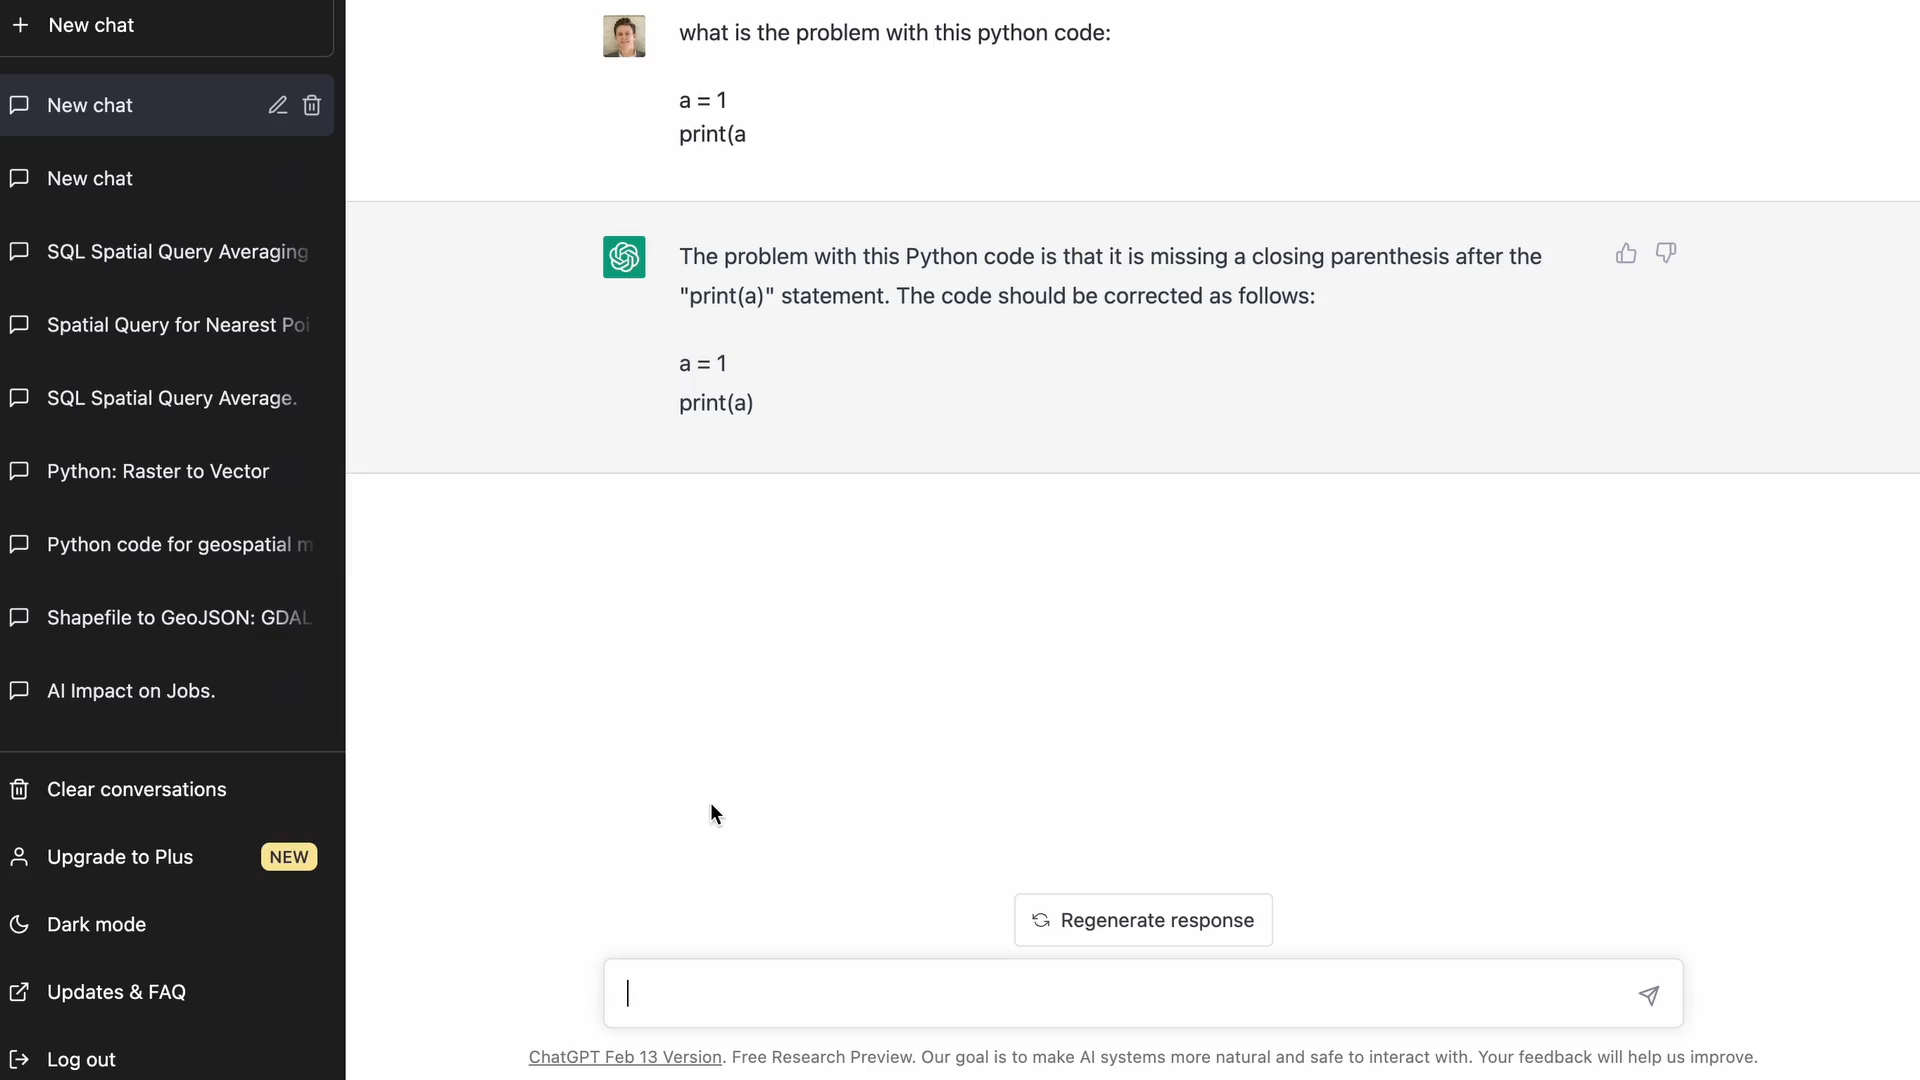 New chat
New chat
New chat
SQL Spatial Query Averaging
Spatial Query for Nearest Poi
SQL Spatial Query Average.
Python: Raster to Vector
Python code for geospatial m
Shapefile to GeoJSON: GDAL
AI Impact on Jobs.
Clear conversations
Upgrade to Plus NEW
Dark mode
Updates & FAQ
Log out
what is the problem with this python code:
a = 1
print(a
The problem with this Python code is that it is missing a closing parenthesis after the
"print(a)" statement. The code should be corrected as follows:
a = 1
print(a)
Regenerate response
ChatGPT Feb 13 Version. Free Research Preview. Our goal is to make AI systems more natural and safe to interact with. Your feedback will help us improve.